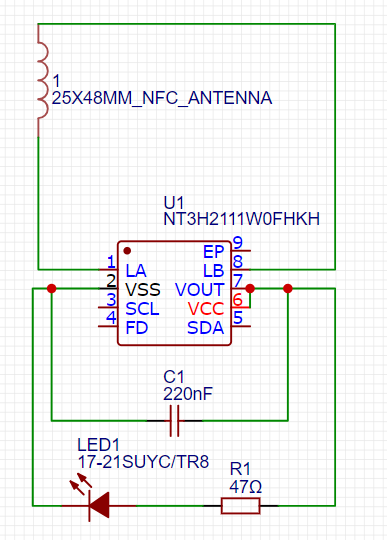 1
25X48MM_NFC_ANTENNA
U1
NT3H2111W0FHKH
EP 9
1 LA LB 8
2 VSS VOUT 7
3 SCL VCC 6
4 FD SDA 5
C1
220nF
LED1
17-21SUYC/TR8
R1
47Ω